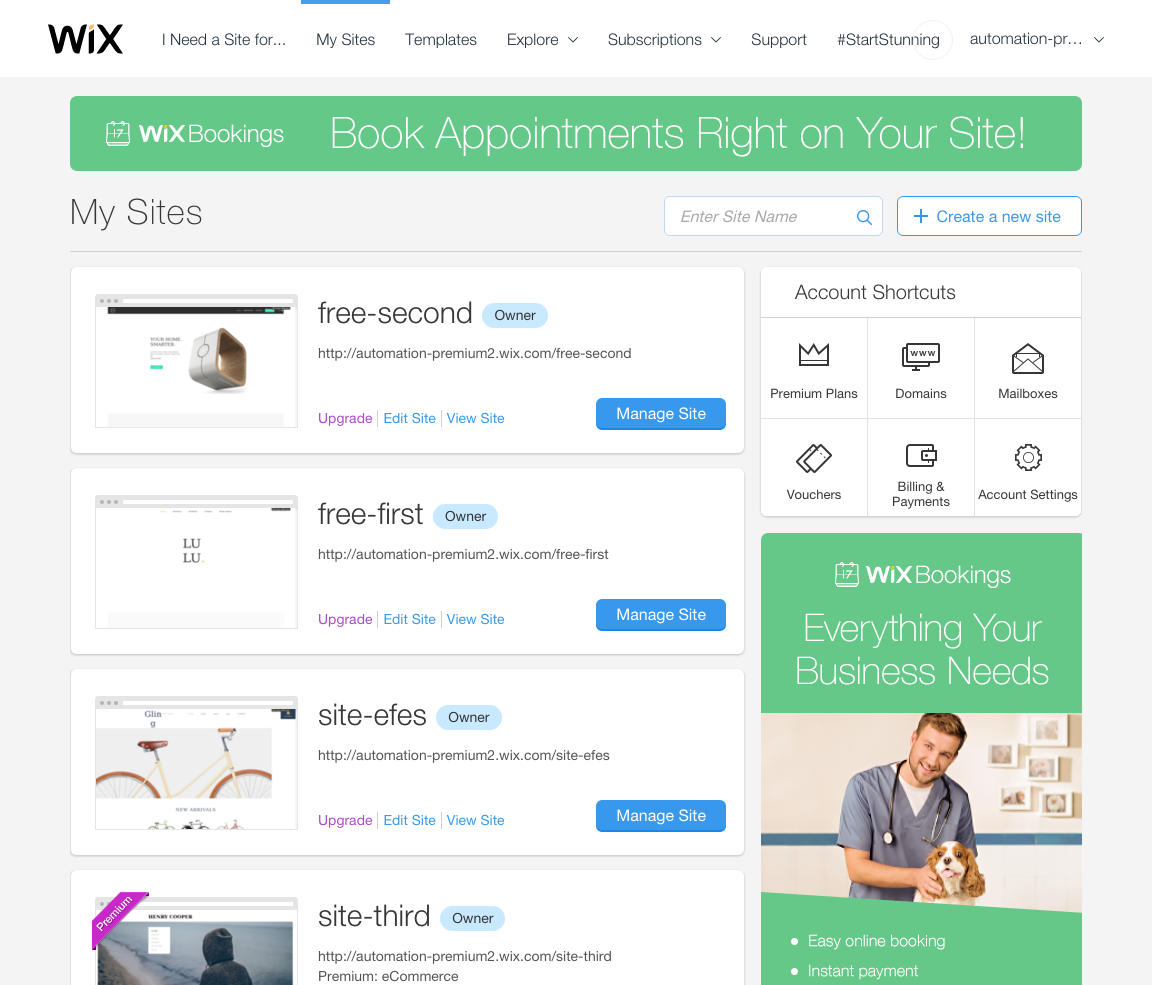 WiX
I Need a Site for...
My Sites
Templates
Explore
Subscriptions
Support
#StartStunning
automation-pr...
17 WiX Bookings
Book Appointments Right on Your Site!
My Sites
Enter Site Name
Create a new site
YOUR HOME.
SMARTER.
free-second
Owner
http://automation-premium2.wix.com/free-second
Upgrade
Edit Site
View Site
Manage Site
LU
LU.
free-first
Owner
http://automation-premium2.wix.com/free-first
Upgrade
Edit Site
View Site
Manage Site
Glin
g
NEW ARRIVALS
site-efes
Owner
http://automation-premium2.wix.com/site-efes
Upgrade
Edit Site
View Site
Manage Site
Premium
HENRY COOPER
site-third
Owner
http://automation-premium2.wix.com/site-third
Premium: eCommerce
Account Shortcuts
Premium Plans
www
Domains
Mailboxes
Vouchers
Billing &
Payments
Account Settings
17 WiX Bookings
Everything Your
Business Needs
Easy online booking
Instant payment